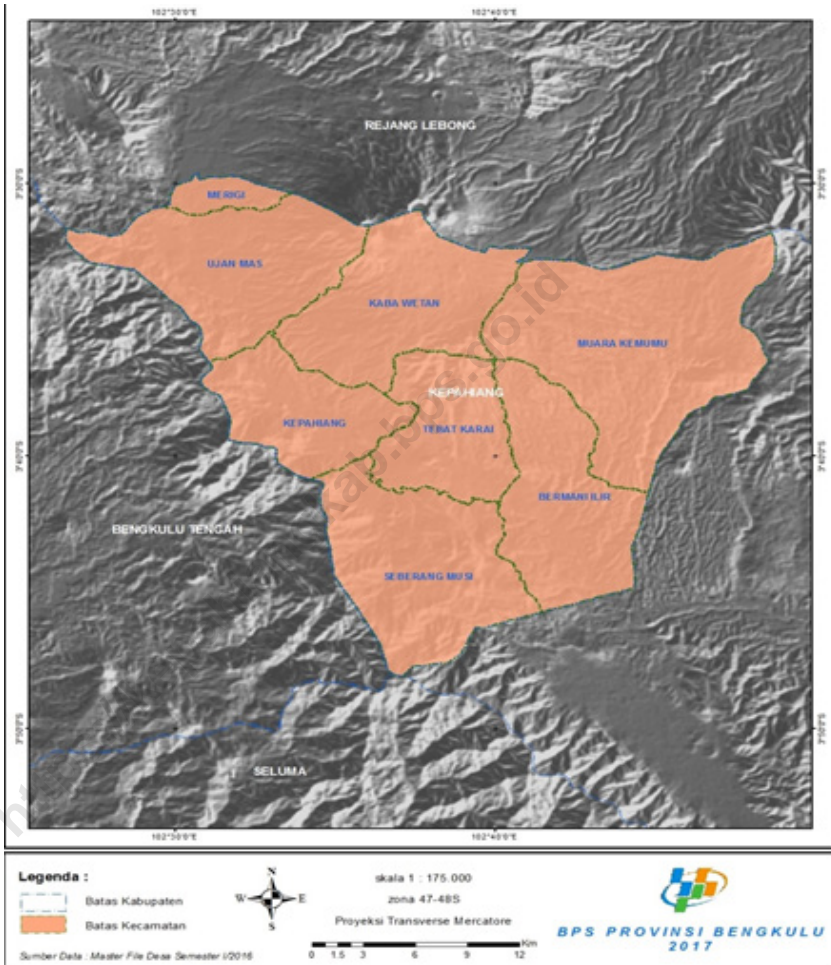 102°30'0"E 102°40'0"E
REJANG LEBONG
3°30'0"S 3°30'0"S
MERIGI
UJAN MAS
KABA WETAN
MUARA KEMUMU
KEPAHIANG
KEPAHIANG
TEBAT KARAI
3°40'0"S 3°40'0"S
BERMANI ILIR
BENGKULU TENGAH
SEBERANG MUSI
3°50'0"S 3°50'0"S
SELUMA
102°30'0"E 102°40'0"E
Legenda :
Batas Kabupaten
Batas Kecamatan
Sumber Data : Master File Desa Semester I/2016
N
W E
S
skala 1 : 175.000
zona 47-48S
Proyeksi Transverse Mercatore
Km
0 1.5 3 6 9 12
BPS PROVINSI BENGKULU
2017